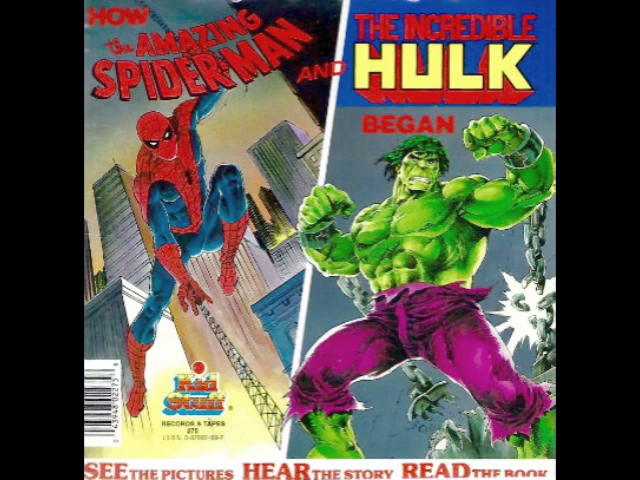 HOW
the AMAZING
SPIDER-MAN
AND
THE INCREDIBLE
HULK
BEGAN
Kid
Stuff
RECORDS & TAPES
SEE THE PICTURES HEAR THE STORY READ THE BOOK